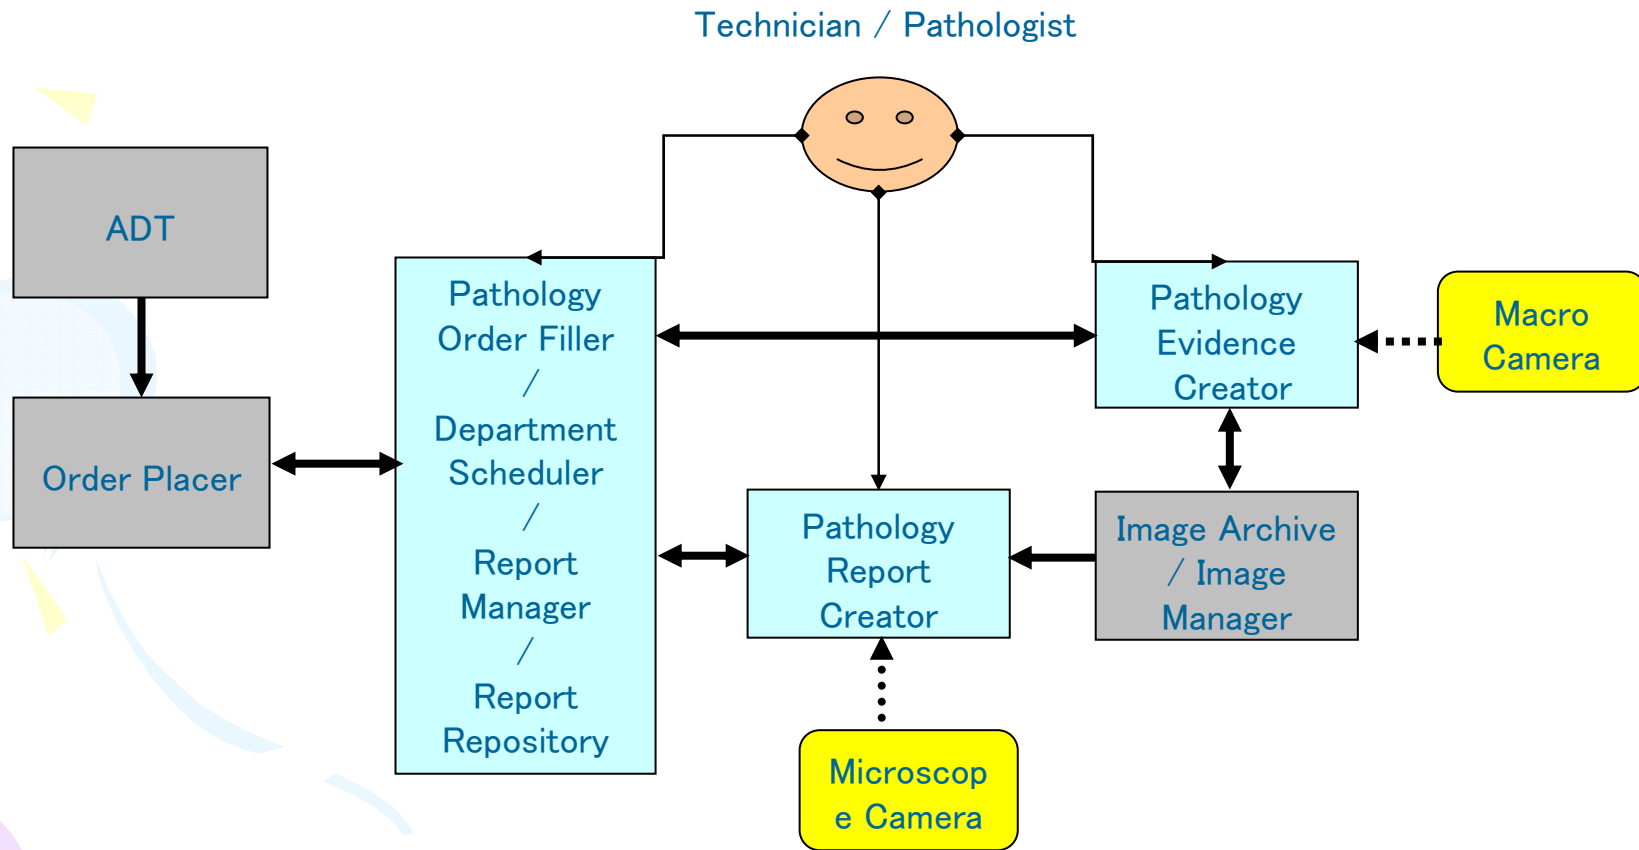 Technician / Pathologist
ADT
Order Placer
Pathology
Order Filler
/
Department
Scheduler
/
Report
Manager
/
Report
Repository
Pathology
Evidence
Creator
Macro
Camera
Pathology
Report
Creator
Image Archive
/ Image
Manager
Microscop
e Camera